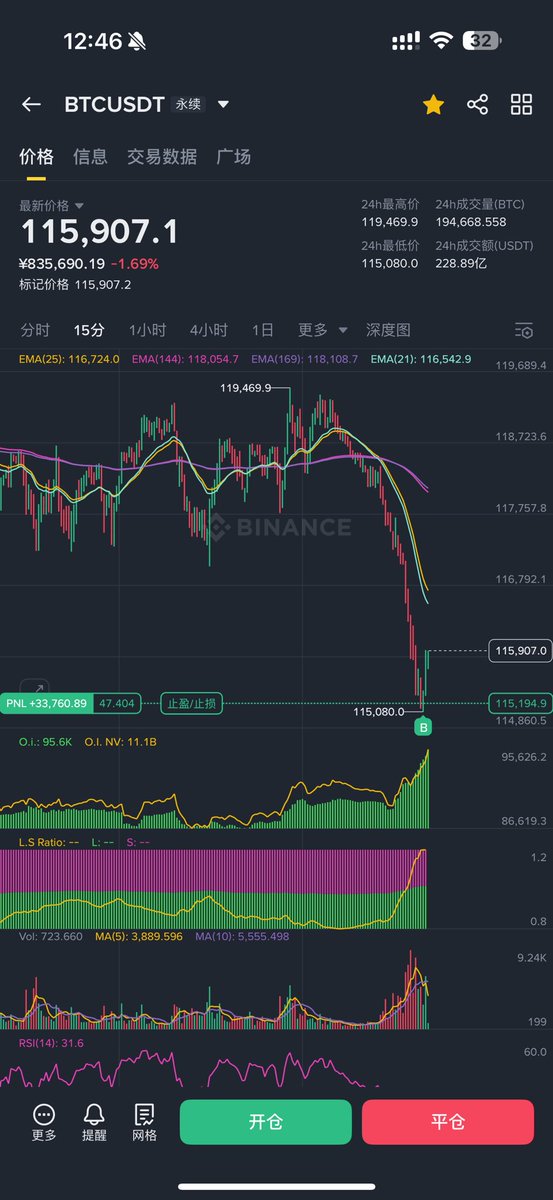 12:46
32
BTCUSDT 永续
价格 信息 交易数据 广场
最新价格
115,907.1
¥835,690.19 -1.69%
标记价格 115,907.2
24h最高价 24h成交量(BTC)
119,469.9 194,668.558
24h最低价 24h成交额(USDT)
115,080.0 228.89亿
分时 15分 1小时 4小时 1日 更多 深度图
EMA(25): 116,724.0 EMA(144): 118,054.7 EMA(169): 118,108.7 EMA(21): 116,542.9
119,689.4
119,469.9
118,723.6
BINANCE
117,757.8
116,792.1
115,907.0
PNL +33,760.89 47.404 止盈/止损 115,194.9
115,080.0
114,860.5
B
O.i.: 95.6K O.I. NV: 11.1B
95,626.2
86,619.3
L.S Ratio: -- L: -- S: --
1.2
0.8
Vol: 723.660 MA(5): 3,889.596 MA(10): 5,555.498
9.24K
199
RSI(14): 31.6
60.0
更多 提醒 网格 开仓 平仓